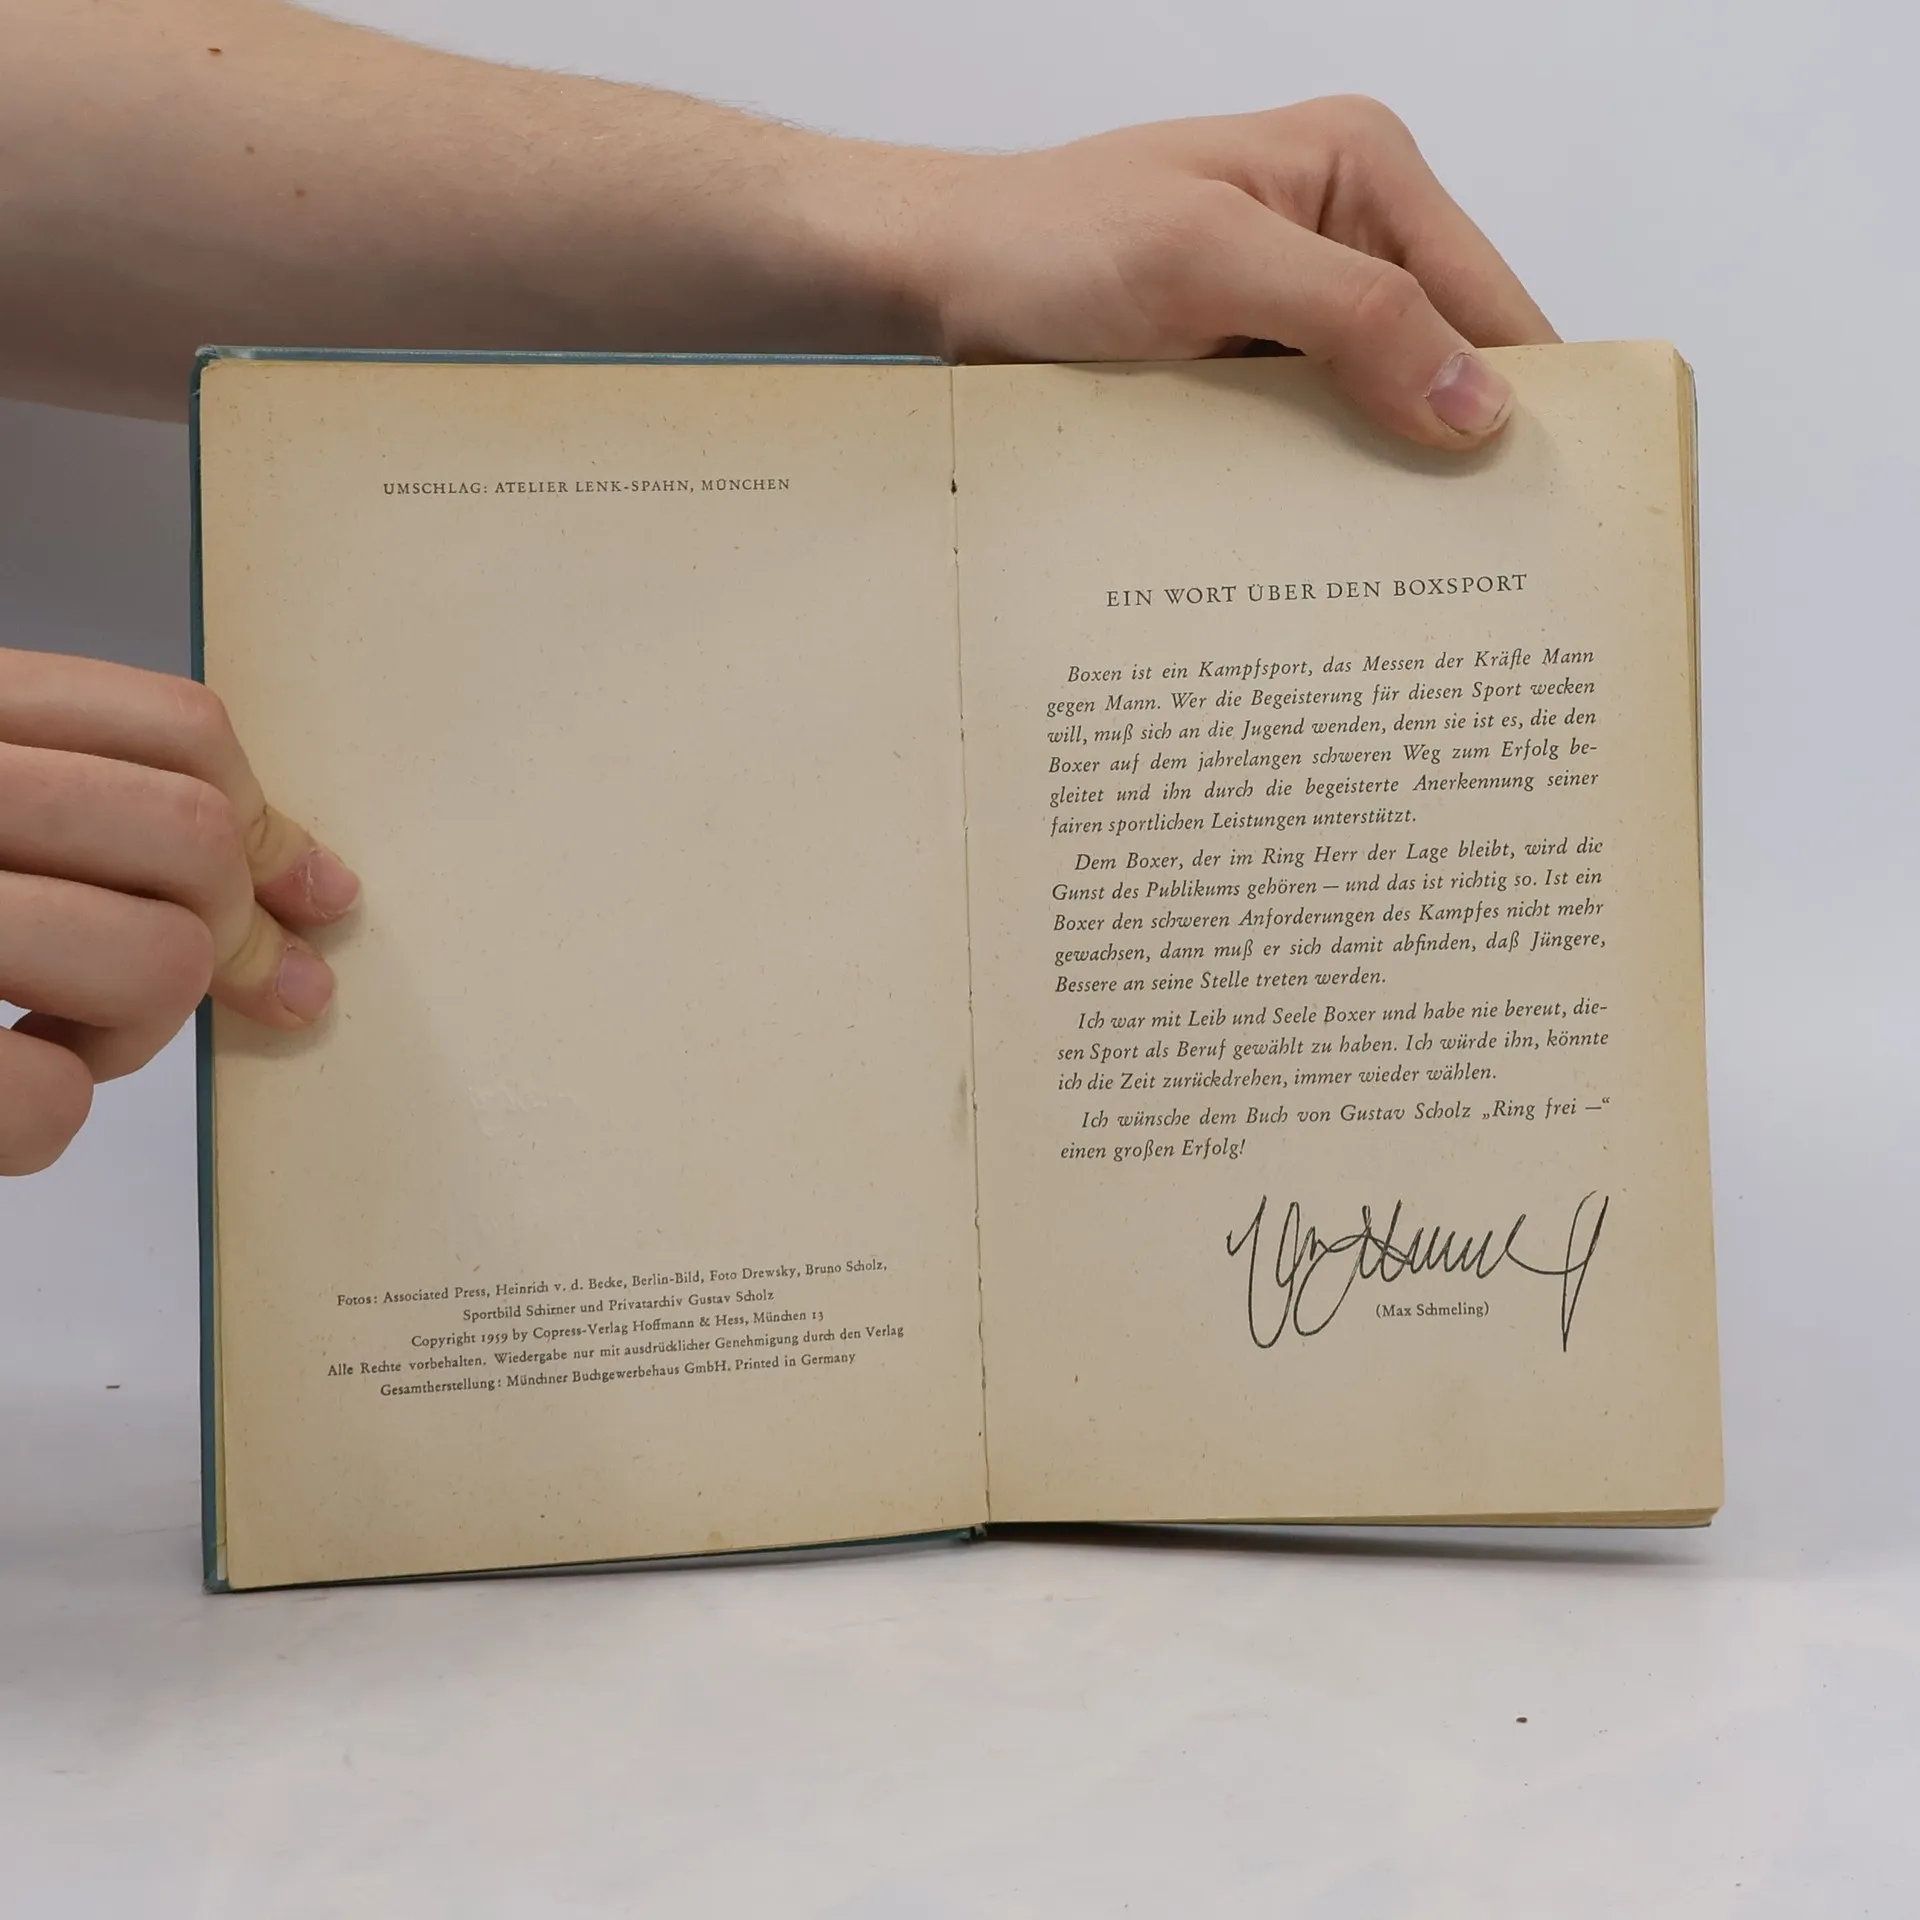 UMSCHLAG: ATELIER LENK-SPAHN, MÜNCHEN
Fotos: Associated Press, Heinrich v. d. Becke, Berlin-Bild, Foto Drewsky, Bruno Scholz,
Sportbild Schirner und Privatarchiv Gustav Scholz
Copyright 1959 by Copress-Verlag Hoffmann & Hess, München 13
Alle Rechte vorbehalten. Wiedergabe nur mit ausdrücklicher Genehmigung durch den Verlag
Gesamtherstellung: Münchner Buchgewerbehaus GmbH. Printed in Germany
EIN WORT ÜBER DEN BOXSPORT
Boxen ist ein Kampfsport, das Messen der Kräfte Mann
gegen Mann. Wer die Begeisterung für diesen Sport wecken
will, muß sich an die Jugend wenden, denn sie ist es, die den
Boxer auf dem jahrelangen schweren Weg zum Erfolg be-
gleitet und ihn durch die begeisterte Anerkennung seiner
fairen sportlichen Leistungen unterstützt.
Dem Boxer, der im Ring Herr der Lage bleibt, wird die
Gunst des Publikums gehören — und das ist richtig so. Ist ein
Boxer den schweren Anforderungen des Kampfes nicht mehr
gewachsen, dann muß er sich damit abfinden, daß Jüngere,
Bessere an seine Stelle treten werden.
Ich war mit Leib und Seele Boxer und habe nie bereut, die-
sen Sport als Beruf gewählt zu haben. Ich würde ihn, könnte
ich die Zeit zurückdrehen, immer wieder wählen.
Ich wünsche dem Buch von Gustav Scholz „Ring frei —“
einen großen Erfolg!
(Max Schmeling)